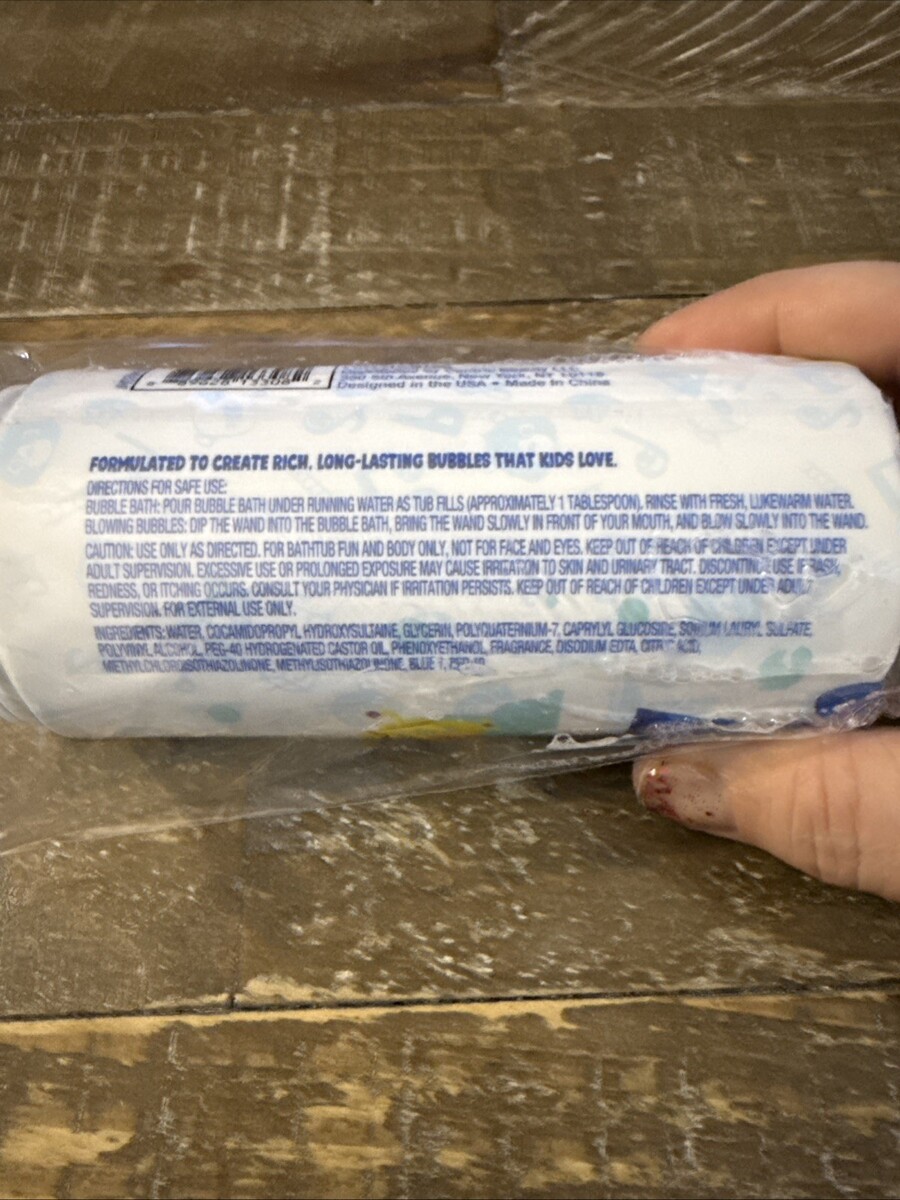 350 5th Avenue, New York, NY 10118
Designed in the USA • Made in China
FORMULATED TO CREATE RICH, LONG-LASTING BUBBLES THAT KIDS LOVE.
DIRECTIONS FOR SAFE USE:
BUBBLE BATH: POUR BUBBLE BATH UNDER RUNNING WATER AS TUB FILLS (APPROXIMATELY 1 TABLESPOON). RINSE WITH FRESH, LUKEWARM WATER.
BLOWING BUBBLES: DIP THE WAND INTO THE BUBBLE BATH, BRING THE WAND SLOWLY IN FRONT OF YOUR MOUTH, AND BLOW SLOWLY INTO THE WAND.
CAUTION: USE ONLY AS DIRECTED. FOR BATHTUB FUN AND BODY ONLY, NOT FOR FACE AND EYES. KEEP OUT OF REACH OF CHILDREN EXCEPT UNDER
ADULT SUPERVISION. EXCESSIVE USE OR PROLONGED EXPOSURE MAY CAUSE IRRITATION TO SKIN AND URINARY TRACT. DISCONTINUE USE IF RASH,
REDNESS, OR ITCHING OCCURS. CONSULT YOUR PHYSICIAN IF IRRITATION PERSISTS. KEEP OUT OF REACH OF CHILDREN EXCEPT UNDER ADULT
SUPERVISION. FOR EXTERNAL USE ONLY.
INGREDIENTS: WATER, COCAMIDOPROPYL HYDROXYSULTAINE, GLYCERIN, POLYQUATERNIUM-7, CAPRYLYL GLUCOSIDE, SODIUM LAURYL SULFATE,
POLYVINYL ALCOHOL, PEG-40 HYDROGENATED CASTOR OIL, PHENOXYETHANOL, FRAGRANCE, DISODIUM EDTA, CITRIC ACID,
METHYLCHLOROISOTHIAZOLINONE, METHYLISOTHIAZOLINONE, BLUE 1